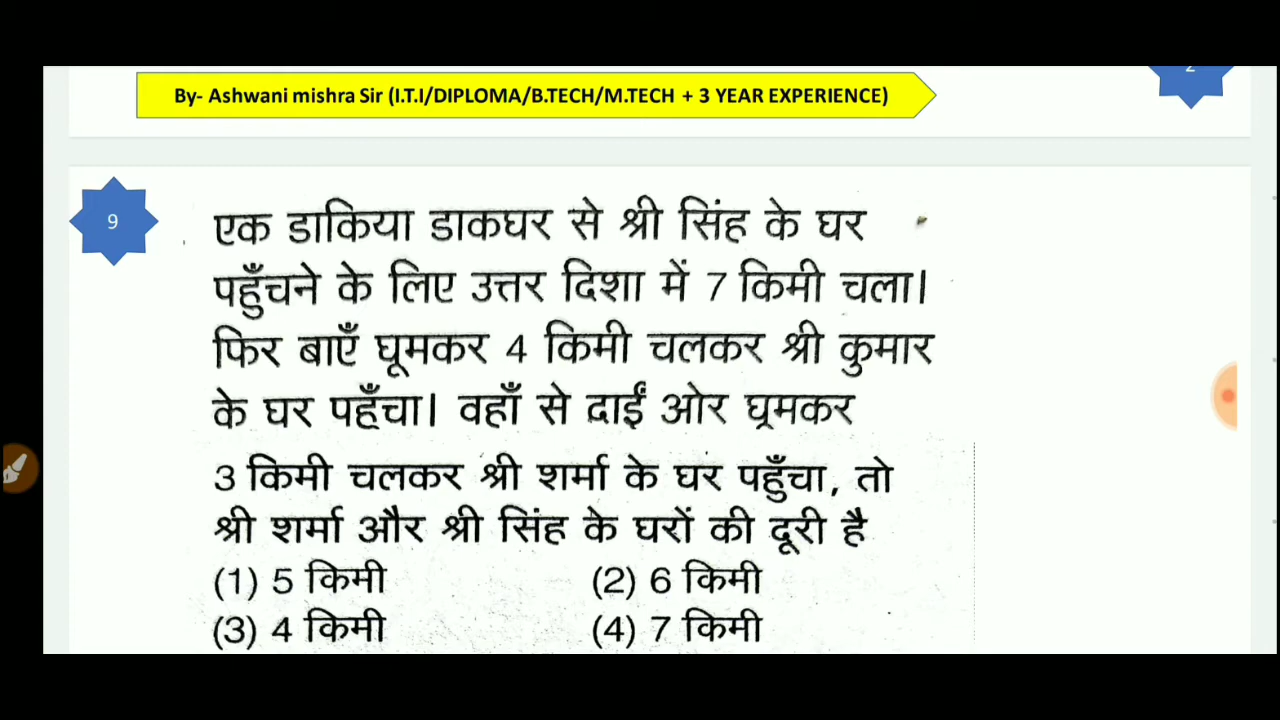 2
By- Ashwani mishra Sir (I.T.I/DIPLOMA/B.TECH/M.TECH + 3 YEAR EXPERIENCE)
9
एक डाकिया डाकघर से श्री सिंह के घर
पहुँचने के लिए उत्तर दिशा में 7 किमी चला।
फिर बाएँ घूमकर 4 किमी चलकर श्री कुमार
के घर पहुँचा। वहाँ से दाईं ओर घूमकर
3 किमी चलकर श्री शर्मा के घर पहुँचा, तो
श्री शर्मा और श्री सिंह के घरों की दूरी है
(1) 5 किमी (2) 6 किमी
(3) 4 किमी (4) 7 किमी